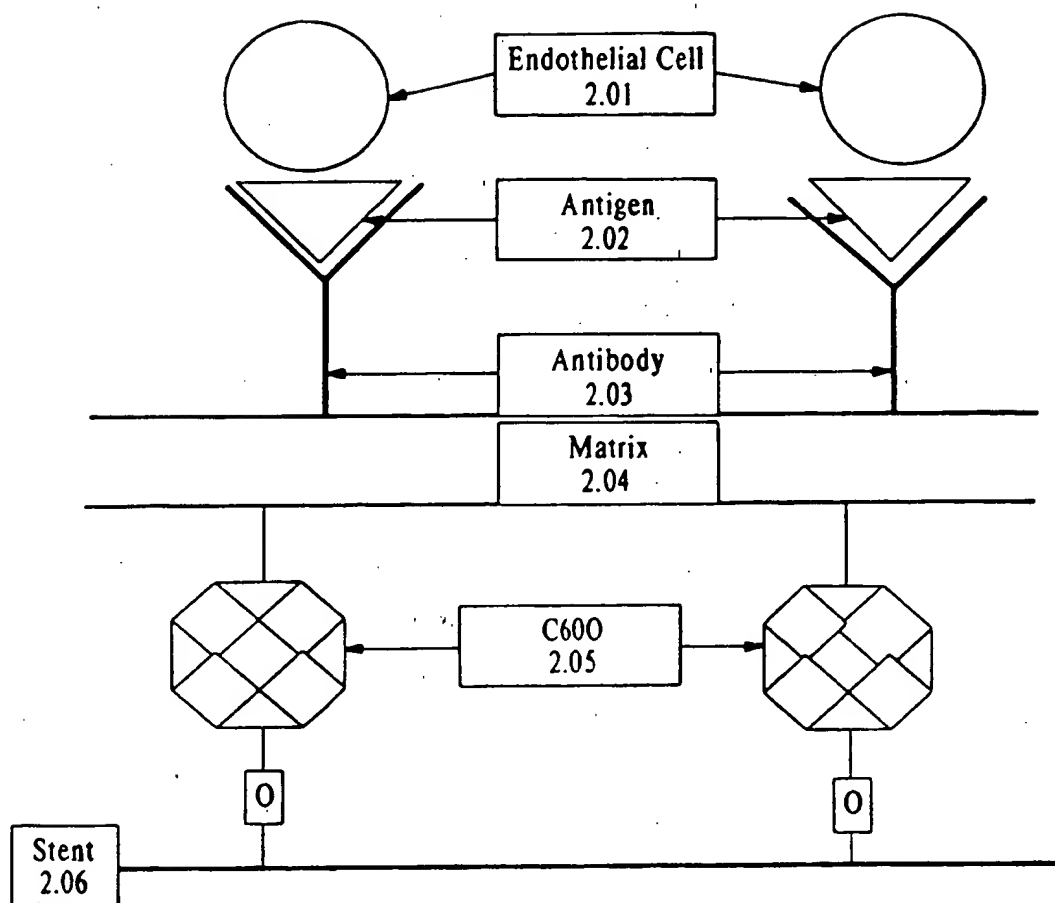 Endothelial Cell
2.01
Antigen
2.02
Antibody
2.03
Matrix
2.04
C60O
2.05
O
O
Stent
2.06